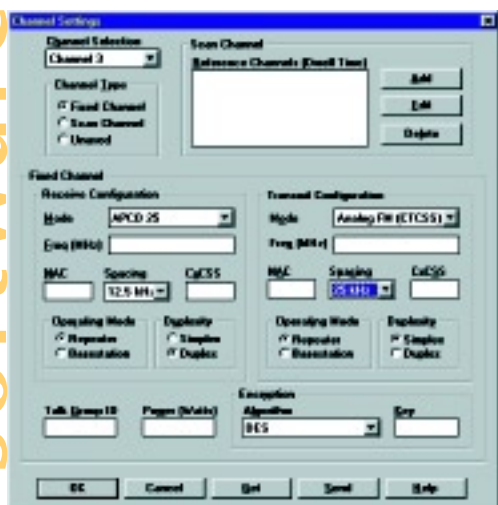 Channel Settings
Channel Selection
Channel 3
Channel Type
Fixed Channel
Scan Channel
Unused
Scan Channel
Reference Channels (Dwell Time)
Add
Edit
Delete
Fixed Channel
Receive Configuration
Mode APCO 25
Freq (MHz)
NAC Spacing CxCSS
12.5 kHz
Operating Mode
Repeater
Basestation
Duplexity
Simplex
Duplex
Transmit Configuration
Mode Analog FM (CTCSS)
Freq (MHz)
NAC Spacing CxCSS
25 kHz
Operating Mode
Repeater
Basestation
Duplexity
Simplex
Duplex
Talk Group ID Power (Watts)
Encryption
Algorithm Key
DES
OK Cancel Get Send Help